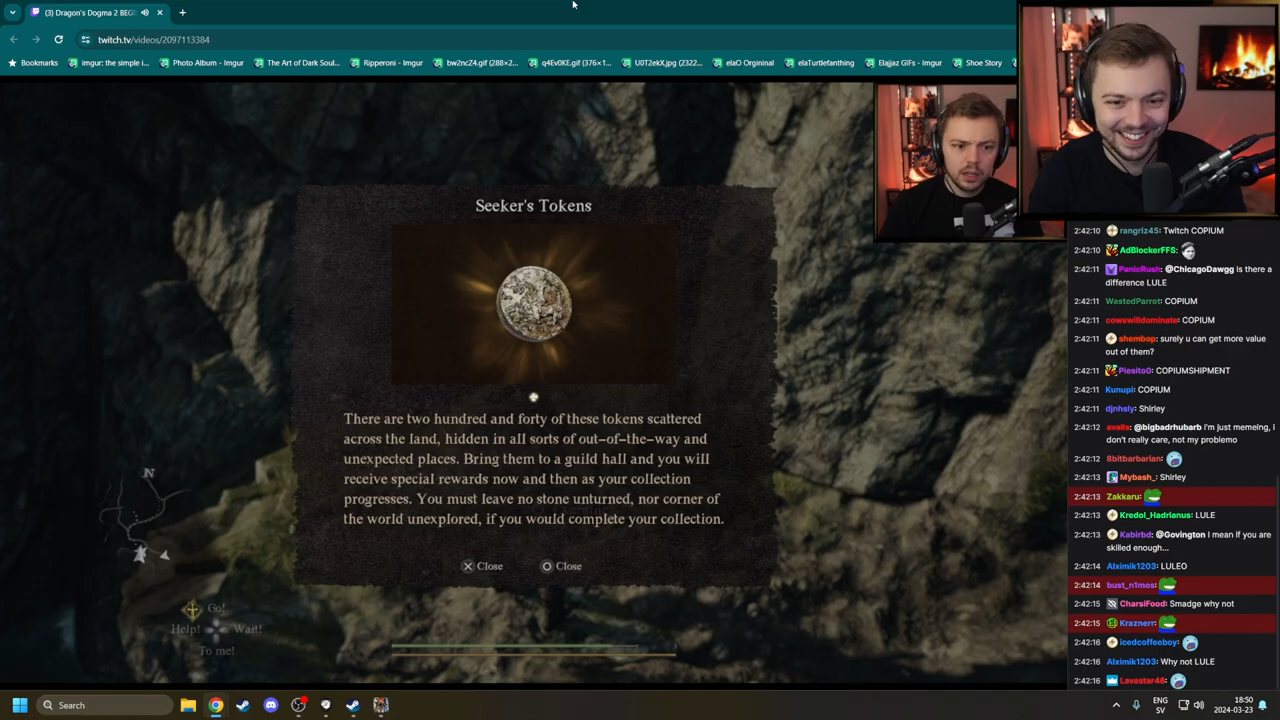 (3) Dragon's Dogma 2 BEG
twitch.tv/videos/2097113384
Bookmarks
imgur: the simple i...
Photo Album - Imgur
The Art of Dark Soul...
Ripperoni - Imgur
bw2ncZ4.gif (288×2...
q4Ev0KE.gif (376×1...
U0T2ekX.jpg (2322...
elaO Orgininal
elaTurtlefanthing
Elajjaz GIFs - Imgur
Shoe Story
Seeker's Tokens
There are two hundred and forty of these tokens scattered
across the land, hidden in all sorts of out-of-the-way and
unexpected places. Bring them to a guild hall and you will
receive special rewards now and then as your collection
progresses. You must leave no stone unturned, nor corner of
the world unexplored, if you would complete your collection.
Close
Close
N
Go!
Help!
Wait!
To me!
2:42:10 rangriz45: Twitch COPIUM
2:42:10 AdBlockerFFS:
2:42:11 PanicRush: @ChicagoDawgg is there a
difference LULE
2:42:11 WastedParrot: COPIUM
2:42:11 cowswilldominate: COPIUM
2:42:11 shembop: surely u can get more value
out of them?
2:42:11 Piesito0: COPIUMSHIPMENT
2:42:11 Kunupi: COPIUM
2:42:11 djnhsly: Shirley
2:42:12 avalla: @bigbadrhubarb i'm just memeing, i
don't really care, not my problemo
2:42:12 8bitbarbarian:
2:42:13 Mybash_: Shirley
2:42:13 Zakkaru:
2:42:13 Kredol_Hadrianus: LULE
2:42:13 Kabirbd: @Govington I mean if you are
skilled enough...
2:42:14 Alximik1203: LULEO
2:42:14 bust_n1mos:
2:42:15 CharsiFood: Smadge why not
2:42:15 Kraznerr:
2:42:16 icedcoffeeboy:
2:42:16 Alximik1203: Why not LULE
2:42:16 Lavastar46:
Search
ENG
SV
18:50
2024-03-23